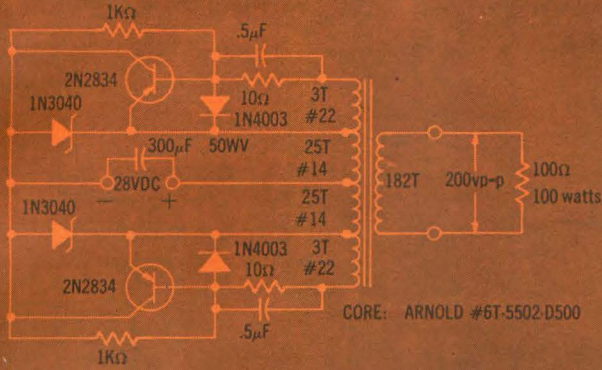 1KΩ
.5µF
2N2834
1N3040
10Ω
1N4003
3T
#22
300µF 50WV
25T
#14
28VDC
− +
182T
200vp-p
100Ω
100 watts
25T
#14
1N3040
1N4003
10Ω
3T
#22
2N2834
.5µF
1KΩ
CORE: ARNOLD #6T-5502-D500